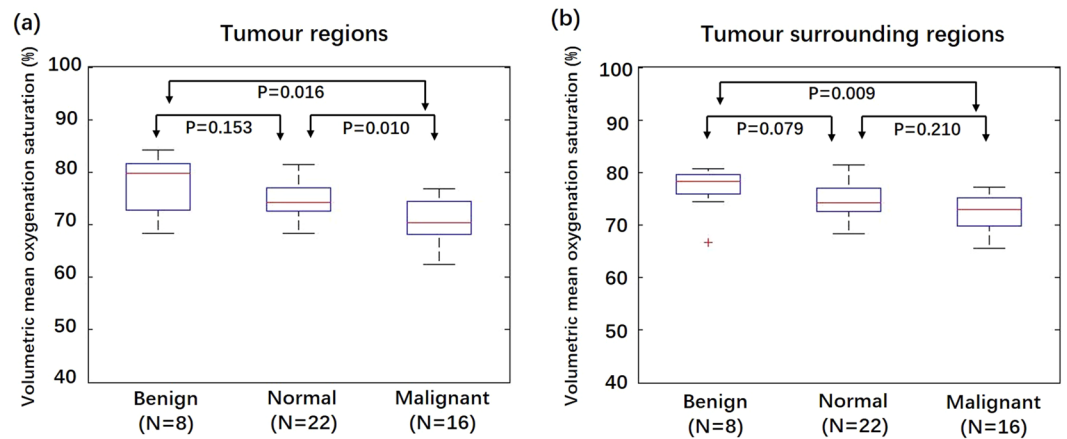 (a)
Tumour regions
Volumetric mean oxygenation saturation (%)
100
90
80
70
60
50
40
P=0.016
P=0.153
P=0.010
Benign
(N=8)
Normal
(N=22)
Malignant
(N=16)
(b)
Tumour surrounding regions
Volumetric mean oxygenation saturation (%)
100
90
80
70
60
50
40
P=0.009
P=0.079
P=0.210
Benign
(N=8)
Normal
(N=22)
Malignant
(N=16)